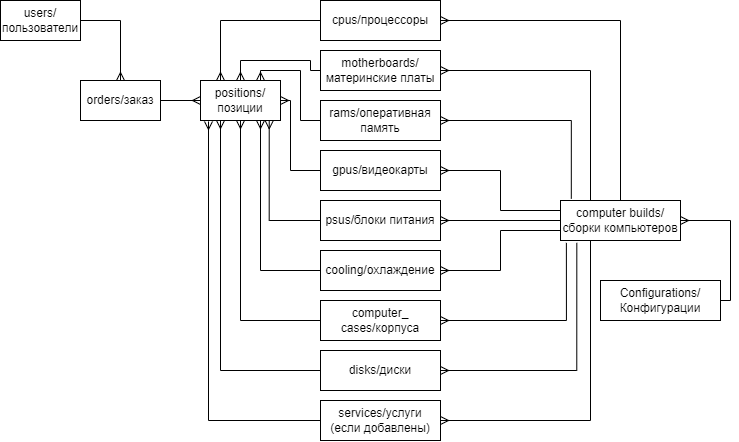 users/
пользователи
cpus/процессоры
motherboards/
материнские платы
orders/заказ
positions/
позиции
rams/оперативная
память
gpus/видеокарты
psus/блоки питания
computer builds/
сборки компьютеров
cooling/охлаждение
Configurations/
Конфигурации
computer_
cases/корпуса
disks/диски
services/услуги
(если добавлены)